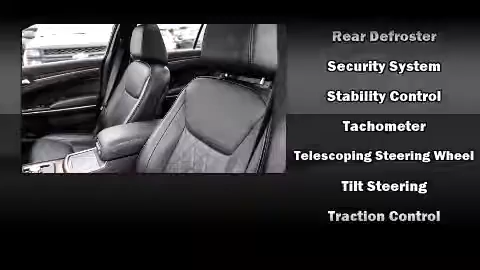 Rear Defroster
Security System
Stability Control
Tachometer
Telescoping Steering Wheel
Tilt Steering
Traction Control